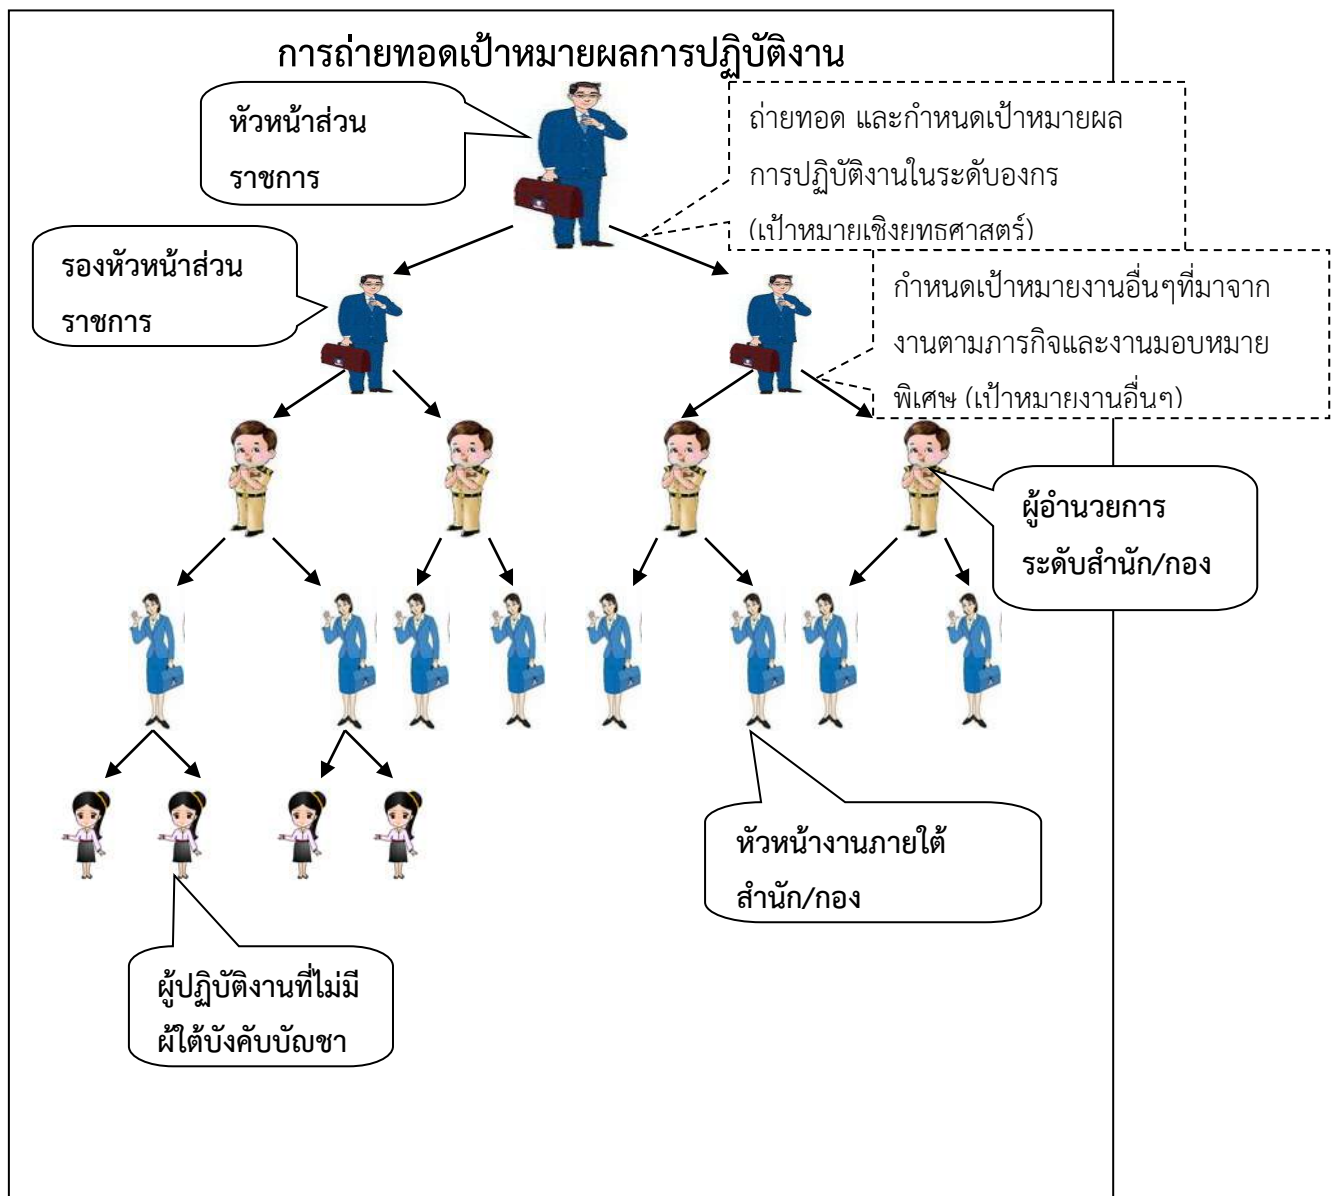 การถ่ายทอดเป้าหมายผลการปฏิบัติงาน
หัวหน้าส่วน
ราชการ
ถ่ายทอด และกำหนดเป้าหมายผล
การปฏิบัติงานในระดับองกร
(เป้าหมายเชิงยุทธศาสตร์)
รองหัวหน้าส่วน
ราชการ
กำหนดเป้าหมายงานอื่นๆที่มาจาก
งานตามภารกิจและงานมอบหมาย
พิเศษ (เป้าหมายงานอื่นๆ)
ผู้อำนวยการ
ระดับสำนัก/กอง
หัวหน้างานภายใต้
สำนัก/กอง
ผู้ปฏิบัติงานที่ไม่มี
ผู้ใต้บังคับบัญชา